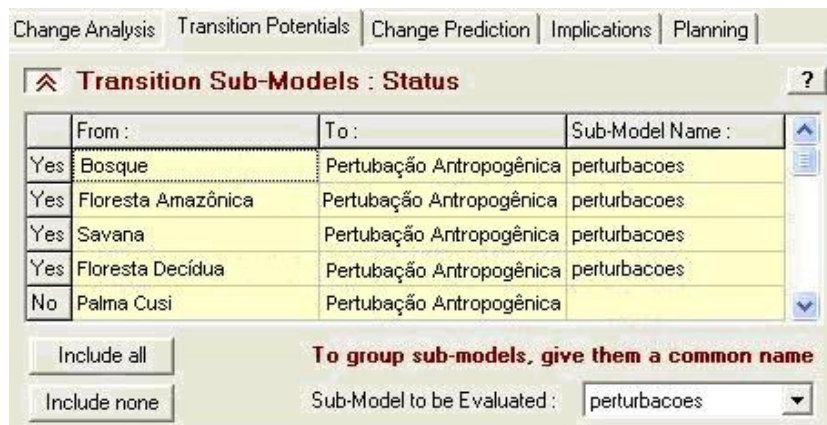 Change Analysis Transition Potentials Change Prediction Implications Planning
Transition Sub-Models : Status ?
From : To : Sub-Model Name :
Yes Bosque Pertubação Antropogênica perturbacoes
Yes Floresta Amazônica Pertubação Antropogênica perturbacoes
Yes Savana Pertubação Antropogênica perturbacoes
Yes Floresta Decídua Pertubação Antropogênica perturbacoes
No Palma Cusi Pertubação Antropogênica
Include all To group sub-models, give them a common name
Include none Sub-Model to be Evaluated : perturbacoes